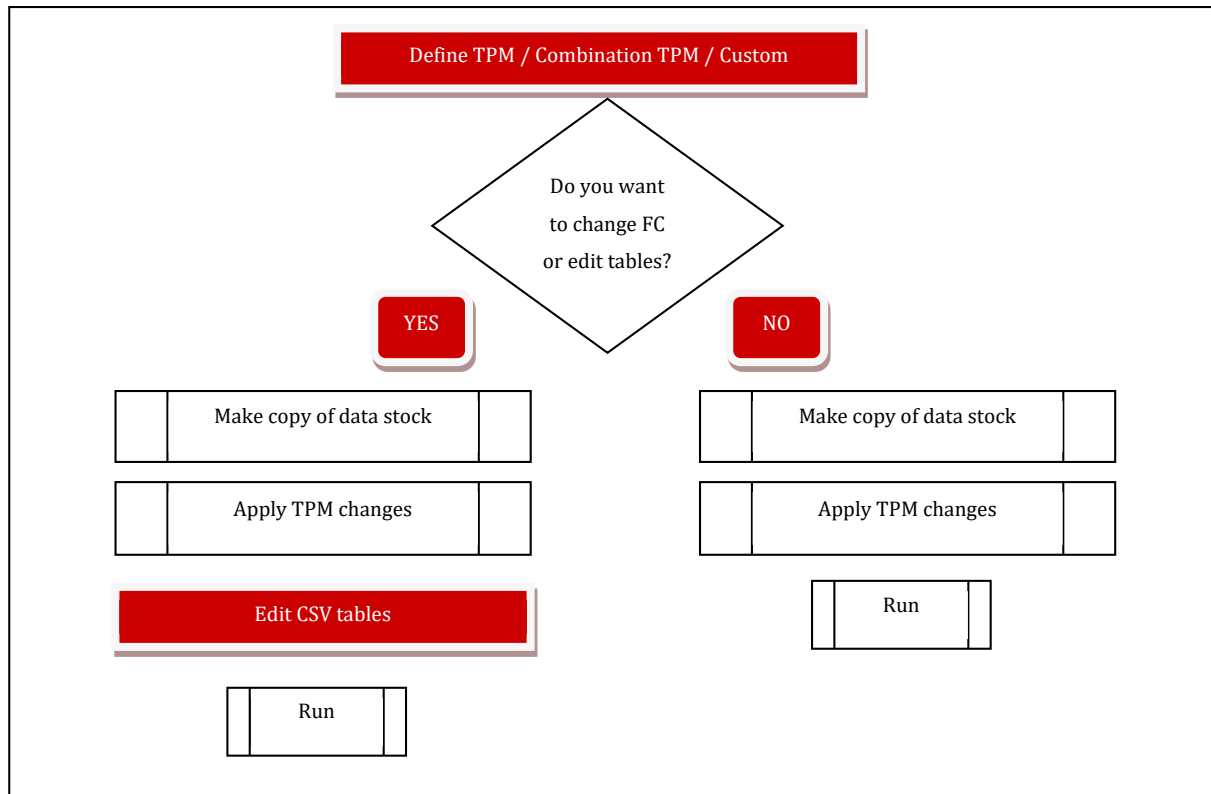 Define TPM / Combination TPM / Custom
Do you want
to change FC
or edit tables?
YES
NO
Make copy of data stock
Make copy of data stock
Apply TPM changes
Apply TPM changes
Edit CSV tables
Run
Run